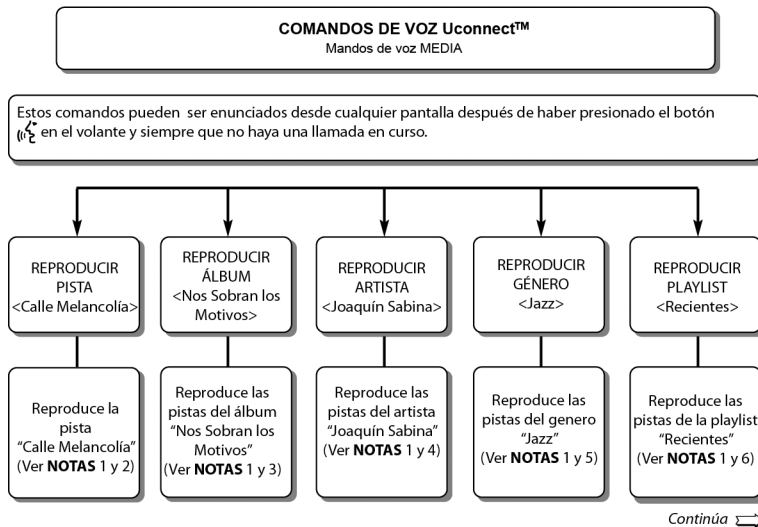 COMANDOS DE VOZ Uconnect™
Mandos de voz MEDIA
Estos comandos pueden ser enunciados desde cualquier pantalla después de haber presionado el botón
en el volante y siempre que no haya una llamada en curso.
REPRODUCIR
PISTA
<Calle Melancolía>
REPRODUCIR
ÁLBUM
<Nos Sobran los
Motivos>
REPRODUCIR
ARTISTA
<Joaquín Sabina>
REPRODUCIR
GÉNERO
<Jazz>
REPRODUCIR
PLAYLIST
<Recientes>
Reproduce la
pista
“Calle Melancolía”
(Ver NOTAS 1 y 2)
Reproduce las
pistas del álbum
“Nos Sobran los
Motivos”
(Ver NOTAS 1 y 3)
Reproduce las
pistas del artista
“Joaquín Sabina”
(Ver NOTAS 1 y 4)
Reproduce las
pistas del genero
“Jazz”
(Ver NOTAS 1 y 5)
Reproduce las
pistas de la playlist
“Recientes”
(Ver NOTAS 1 y 6)
Continúa